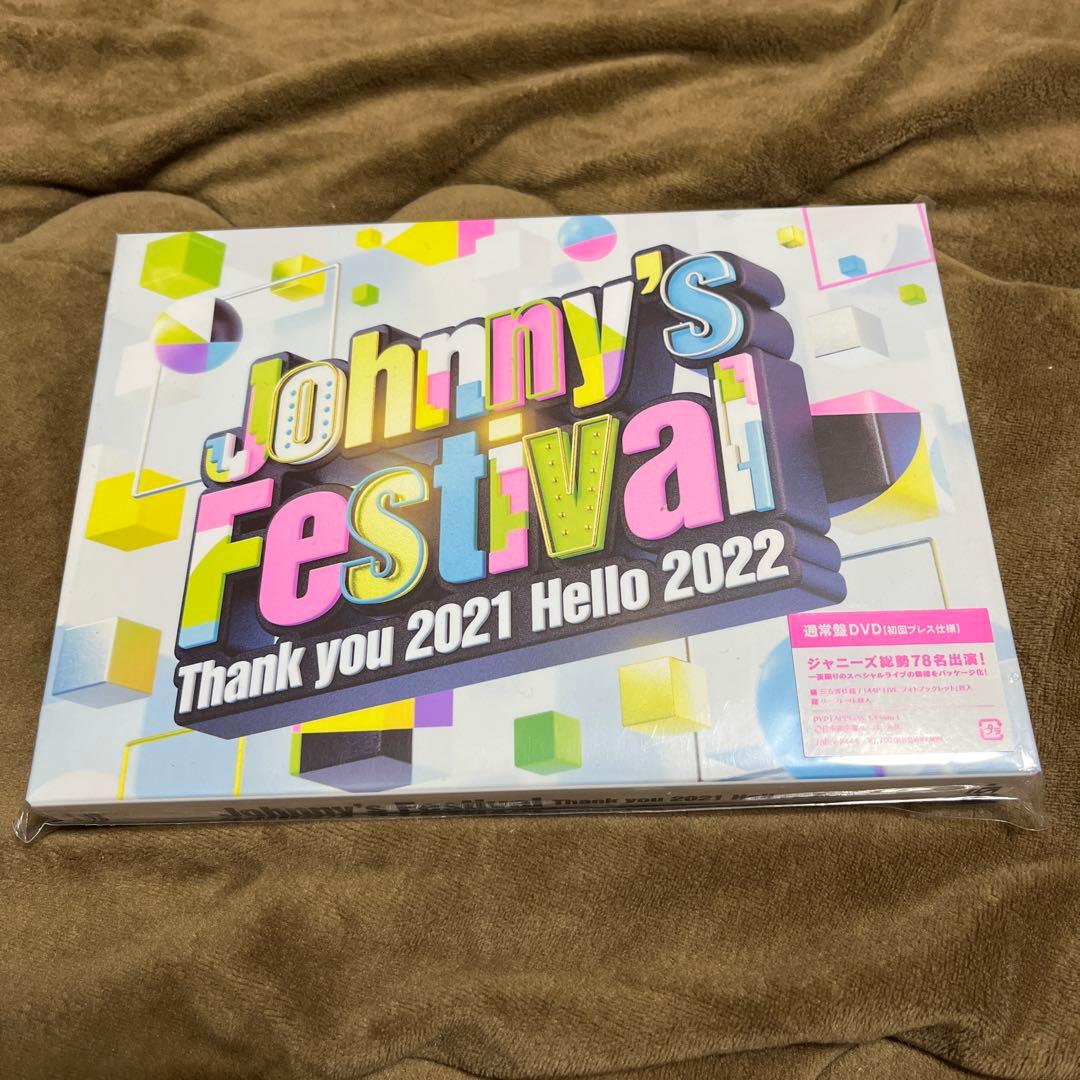 Johnny's
Festival
Thank you 2021 Hello 2022
通常盤DVD【初回プレス仕様】
ジャニーズ総勢78名出演!
一夜限りのスペシャルライブの模様をパッケージ化!
Johnny's Festival Thank you 2021 Hello